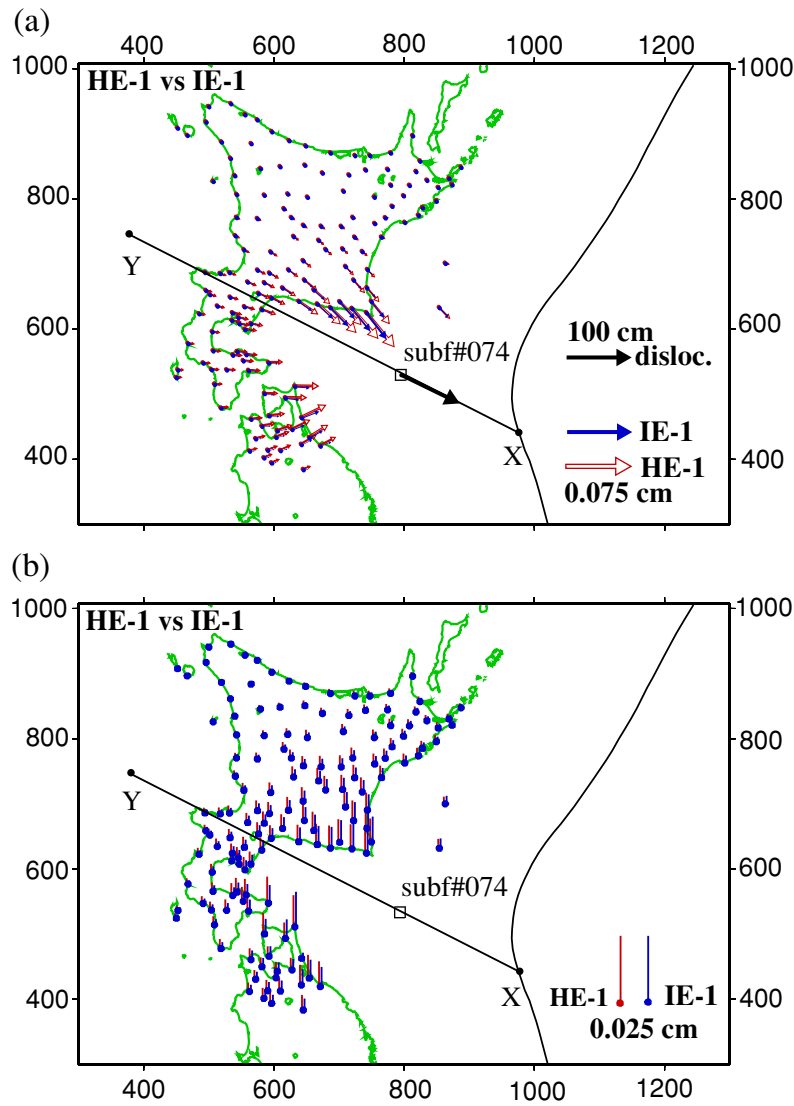 (a)
400 600 800 1000 1200
1000 1000
HE-1 vs IE-1
800 800
Y
600 600
100 cm
disloc.
subf#074
IE-1
400 400
X
HE-1
0.075 cm
(b)
1000 1000
HE-1 vs IE-1
800 800
Y
600 600
subf#074
400 400
X
HE-1 IE-1
0.025 cm
400 600 800 1000 1200